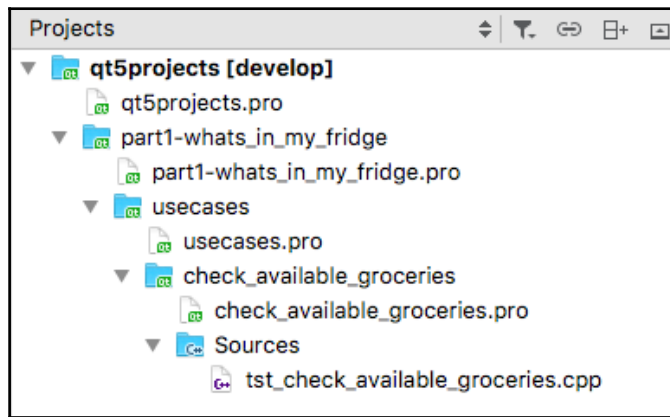 Projects
qt5projects [develop]
qt5projects.pro
part1-whats_in_my_fridge
part1-whats_in_my_fridge.pro
usecases
usecases.pro
check_available_groceries
check_available_groceries.pro
Sources
tst_check_available_groceries.cpp